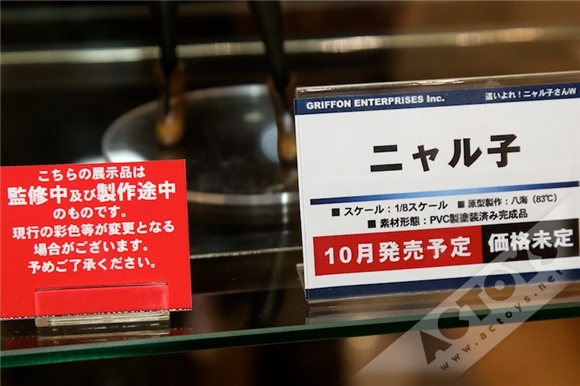 こちらの展示品は
監修中及び製作途中
のものです。
現行の彩色等が変更となる
場合がございます。
予めご了承ください。
GRIFFON ENTERPRISES Inc. 這いよれ!ニャル子さんW
ニャル子
■スケール:1/8スケール ■原型製作:八海(83℃)
■素材形態:PVC製塗装済み完成品
10月発売予定 価格未定
ACTOYS
www.actoys.net